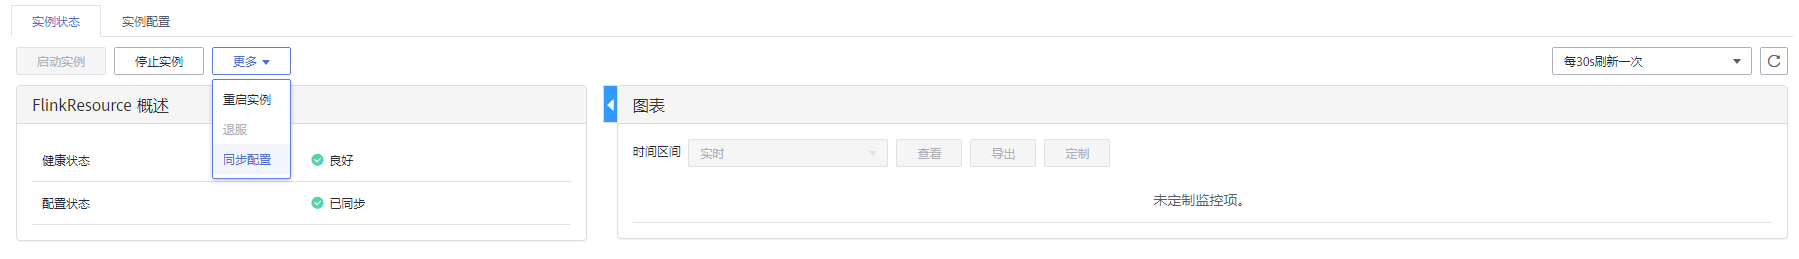 实例状态 实例配置
启动实例 停止实例 更多 每30s刷新一次
重启实例
退服
同步配置
FlinkResource 概述
健康状态 良好
配置状态 已同步
图表
时间区间 实时 查看 导出 定制
未定制监控项。